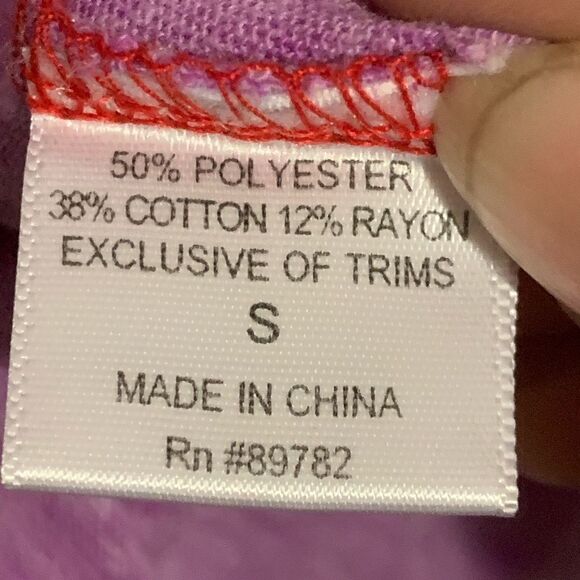 50% POLYESTER
38% COTTON 12% RAYON
EXCLUSIVE OF TRIMS
S
MADE IN CHINA
Rn #89782